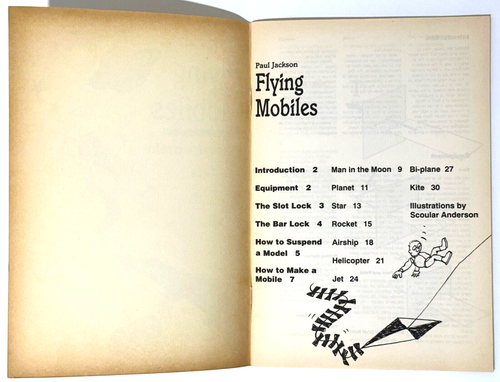 Paul Jackson
Flying
Mobiles
Introduction 2
Equipment 2
The Slot Lock 3
The Bar Lock 4
How to Suspend
a Model 5
How to Make a
Mobile 7
Man in the Moon 9
Planet 11
Star 13
Rocket 15
Airship 18
Helicopter 21
Jet 24
Bi-plane 27
Kite 30
Illustrations by
Scoular Anderson